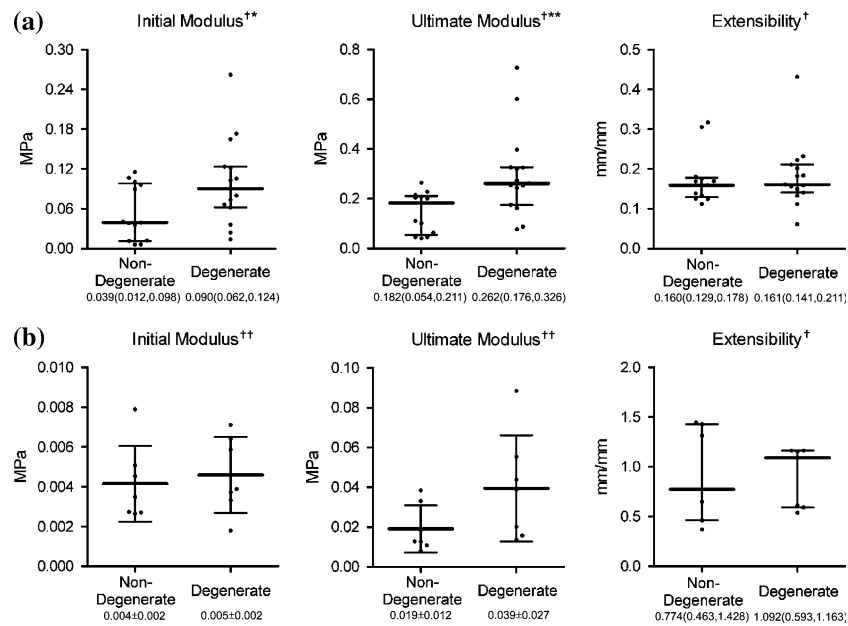 (a)
Initial Modulus†*
Ultimate Modulus†**
Extensibility†
MPa
0.30
0.24
0.18
0.12
0.06
0.00
Non-
Degenerate
Degenerate
0.039(0.012,0.098)
0.090(0.062,0.124)
MPa
0.8
0.6
0.4
0.2
0.0
Non-
Degenerate
Degenerate
0.182(0.054,0.211)
0.262(0.176,0.326)
mm/mm
0.5
0.4
0.3
0.2
0.1
0.0
Non-
Degenerate
Degenerate
0.160(0.129,0.178)
0.161(0.141,0.211)
(b)
Initial Modulus††
Ultimate Modulus††
Extensibility†
MPa
0.010
0.008
0.006
0.004
0.002
0.000
Non-
Degenerate
Degenerate
0.004±0.002
0.005±0.002
MPa
0.10
0.08
0.06
0.04
0.02
0.00
Non-
Degenerate
Degenerate
0.019±0.012
0.039±0.027
mm/mm
2.0
1.5
1.0
0.5
0.0
Non-
Degenerate
Degenerate
0.774(0.463,1.428)
1.092(0.593,1.163)